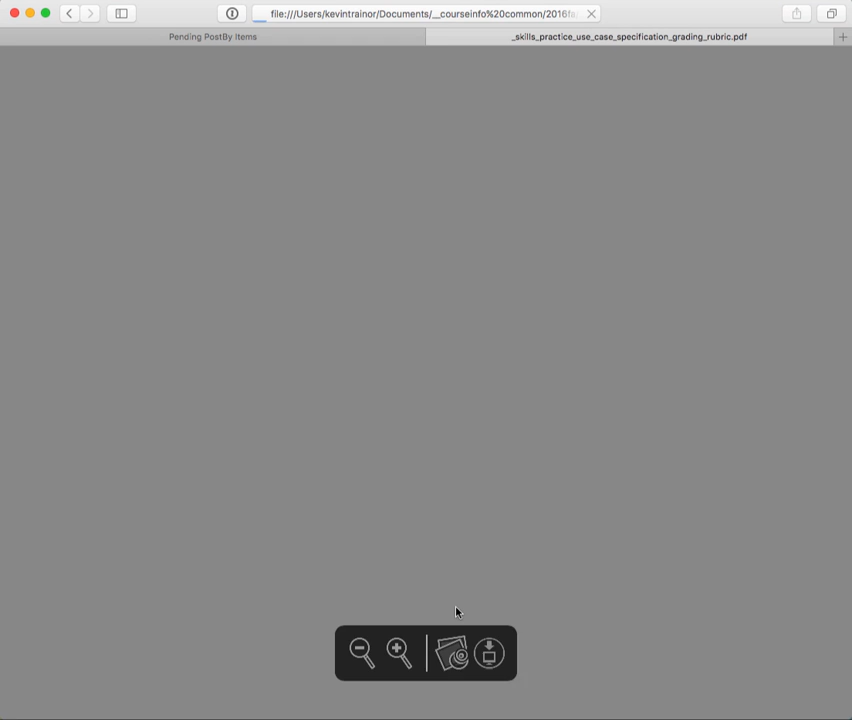 file:///Users/kevintrainor/Documents/__courseinfo%20common/2016fa
Pending PostBy Items
_skills_practice_use_case_specification_grading_rubric.pdf